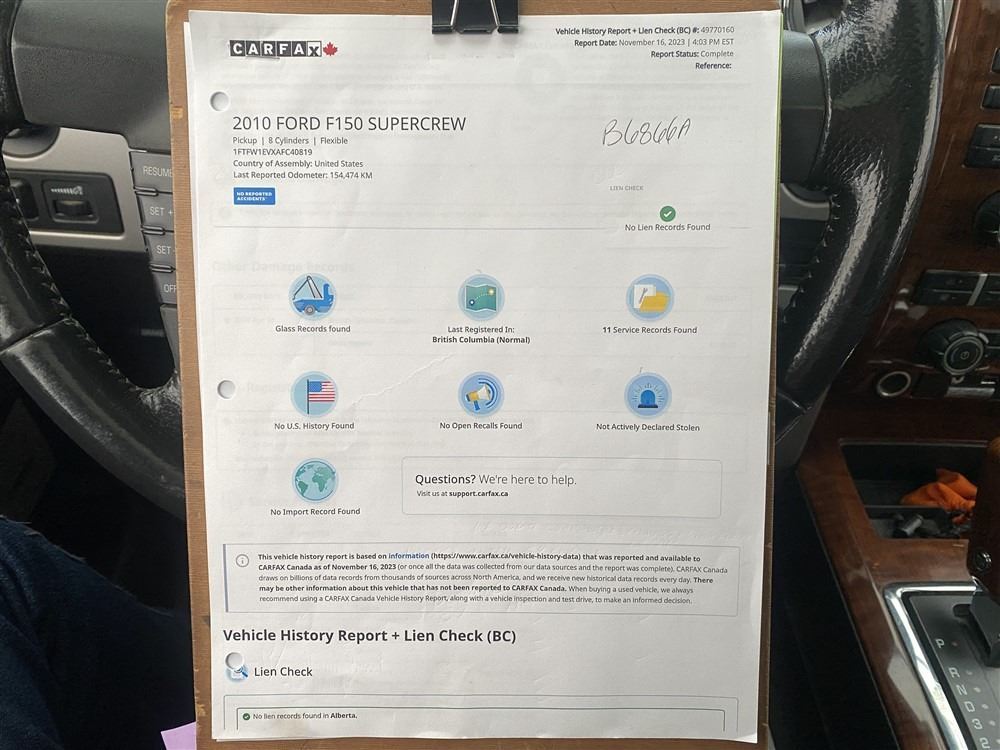 CARFAX
Vehicle History Report + Lien Check (BC) #: 49770160
Report Date: November 16, 2023 | 4:03 PM EST
Report Status: Complete
Reference:
2010 FORD F150 SUPERCREW
Pickup | 8 Cylinders | Flexible
1FTFW1EVXAFC40819
Country of Assembly: United States
Last Reported Odometer: 154,474 KM
NO REPORTED
ACCIDENTS
B6866A
LIEN CHECK
No Lien Records Found
Glass Records found
Last Registered In:
British Columbia (Normal)
11 Service Records Found
No U.S. History Found
No Open Recalls Found
Not Actively Declared Stolen
No Import Record Found
Questions? We're here to help.
Visit us at support.carfax.ca
This vehicle history report is based on information (https://www.carfax.ca/vehicle-history-data) that was reported and available to
CARFAX Canada as of November 16, 2023 (or once all the data was collected from our data sources and the report was complete). CARFAX Canada
draws on billions of data records from thousands of sources across North America, and we receive new historical data records every day. There
may be other information about this vehicle that has not been reported to CARFAX Canada. When buying a used vehicle, we always
recommend using a CARFAX Canada Vehicle History Report, along with a vehicle inspection and test drive, to make an informed decision.
Vehicle History Report + Lien Check (BC)
Lien Check
No lien records found in Alberta.
RESUME
SET +
SET -
OFF
P
R
N
D
3
2